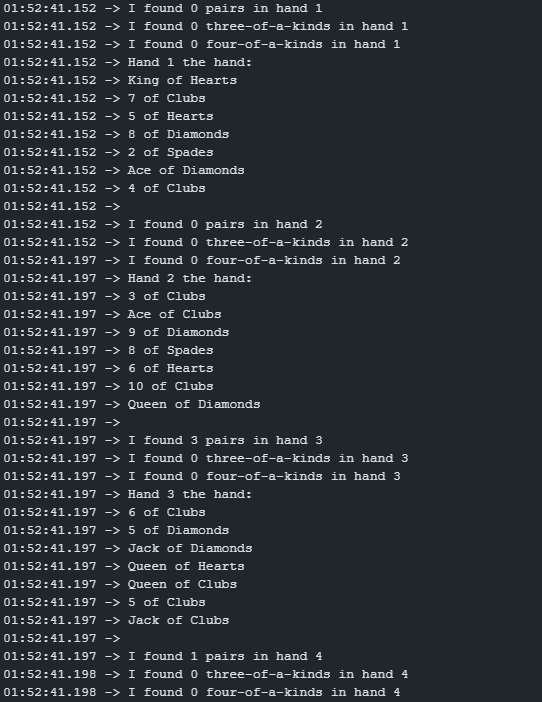 01:52:41.152 -> I found 0 pairs in hand 1
01:52:41.152 -> I found 0 three-of-a-kinds in hand 1
01:52:41.152 -> I found 0 four-of-a-kinds in hand 1
01:52:41.152 -> Hand 1 the hand:
01:52:41.152 -> King of Hearts
01:52:41.152 -> 7 of Clubs
01:52:41.152 -> 5 of Hearts
01:52:41.152 -> 8 of Diamonds
01:52:41.152 -> 2 of Spades
01:52:41.152 -> Ace of Diamonds
01:52:41.152 -> 4 of Clubs
01:52:41.152 ->
01:52:41.152 -> I found 0 pairs in hand 2
01:52:41.152 -> I found 0 three-of-a-kinds in hand 2
01:52:41.197 -> I found 0 four-of-a-kinds in hand 2
01:52:41.197 -> Hand 2 the hand:
01:52:41.197 -> 3 of Clubs
01:52:41.197 -> Ace of Clubs
01:52:41.197 -> 9 of Diamonds
01:52:41.197 -> 8 of Spades
01:52:41.197 -> 6 of Hearts
01:52:41.197 -> 10 of Clubs
01:52:41.197 -> Queen of Diamonds
01:52:41.197 ->
01:52:41.197 -> I found 3 pairs in hand 3
01:52:41.197 -> I found 0 three-of-a-kinds in hand 3
01:52:41.197 -> I found 0 four-of-a-kinds in hand 3
01:52:41.197 -> Hand 3 the hand:
01:52:41.197 -> 6 of Clubs
01:52:41.197 -> 5 of Diamonds
01:52:41.197 -> Jack of Diamonds
01:52:41.197 -> Queen of Hearts
01:52:41.197 -> Queen of Clubs
01:52:41.197 -> 5 of Clubs
01:52:41.197 -> Jack of Clubs
01:52:41.197 ->
01:52:41.197 -> I found 1 pairs in hand 4
01:52:41.198 -> I found 0 three-of-a-kinds in hand 4
01:52:41.198 -> I found 0 four-of-a-kinds in hand 4